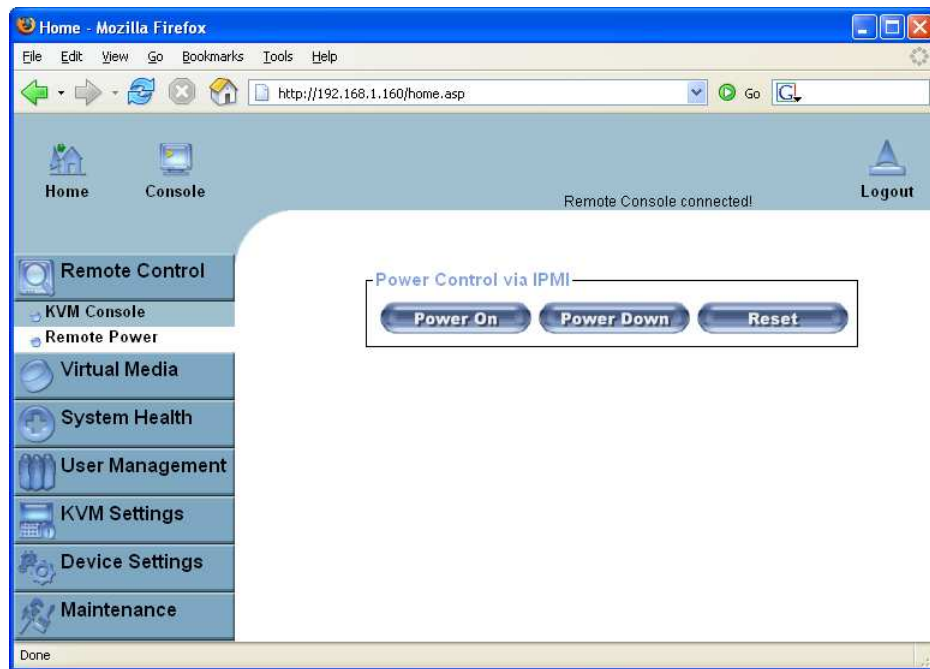 Home - Mozilla Firefox
File Edit View Go Bookmarks Tools Help
http://192.168.1.160/home.asp Go G
Home Console Remote Console connected! Logout
Remote Control
KVM Console
Remote Power
Virtual Media
System Health
User Management
KVM Settings
Device Settings
Maintenance
Power Control via IPMI
Power On Power Down Reset
Done